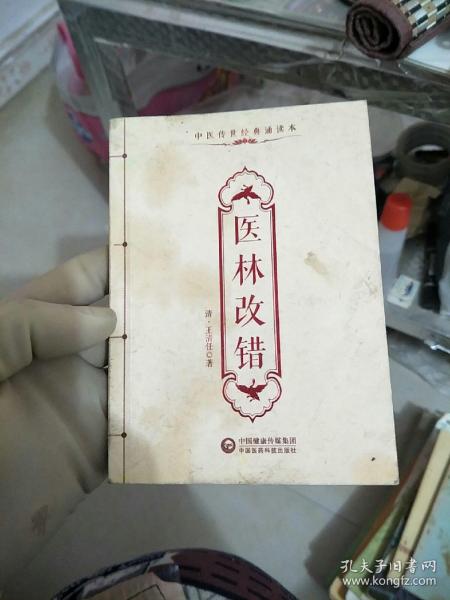 中医传世经典诵读本
医林改错
清·王清任◎著
中国健康传媒集团
中国医药科技出版社
孔夫子旧书网
www.kongfz.com